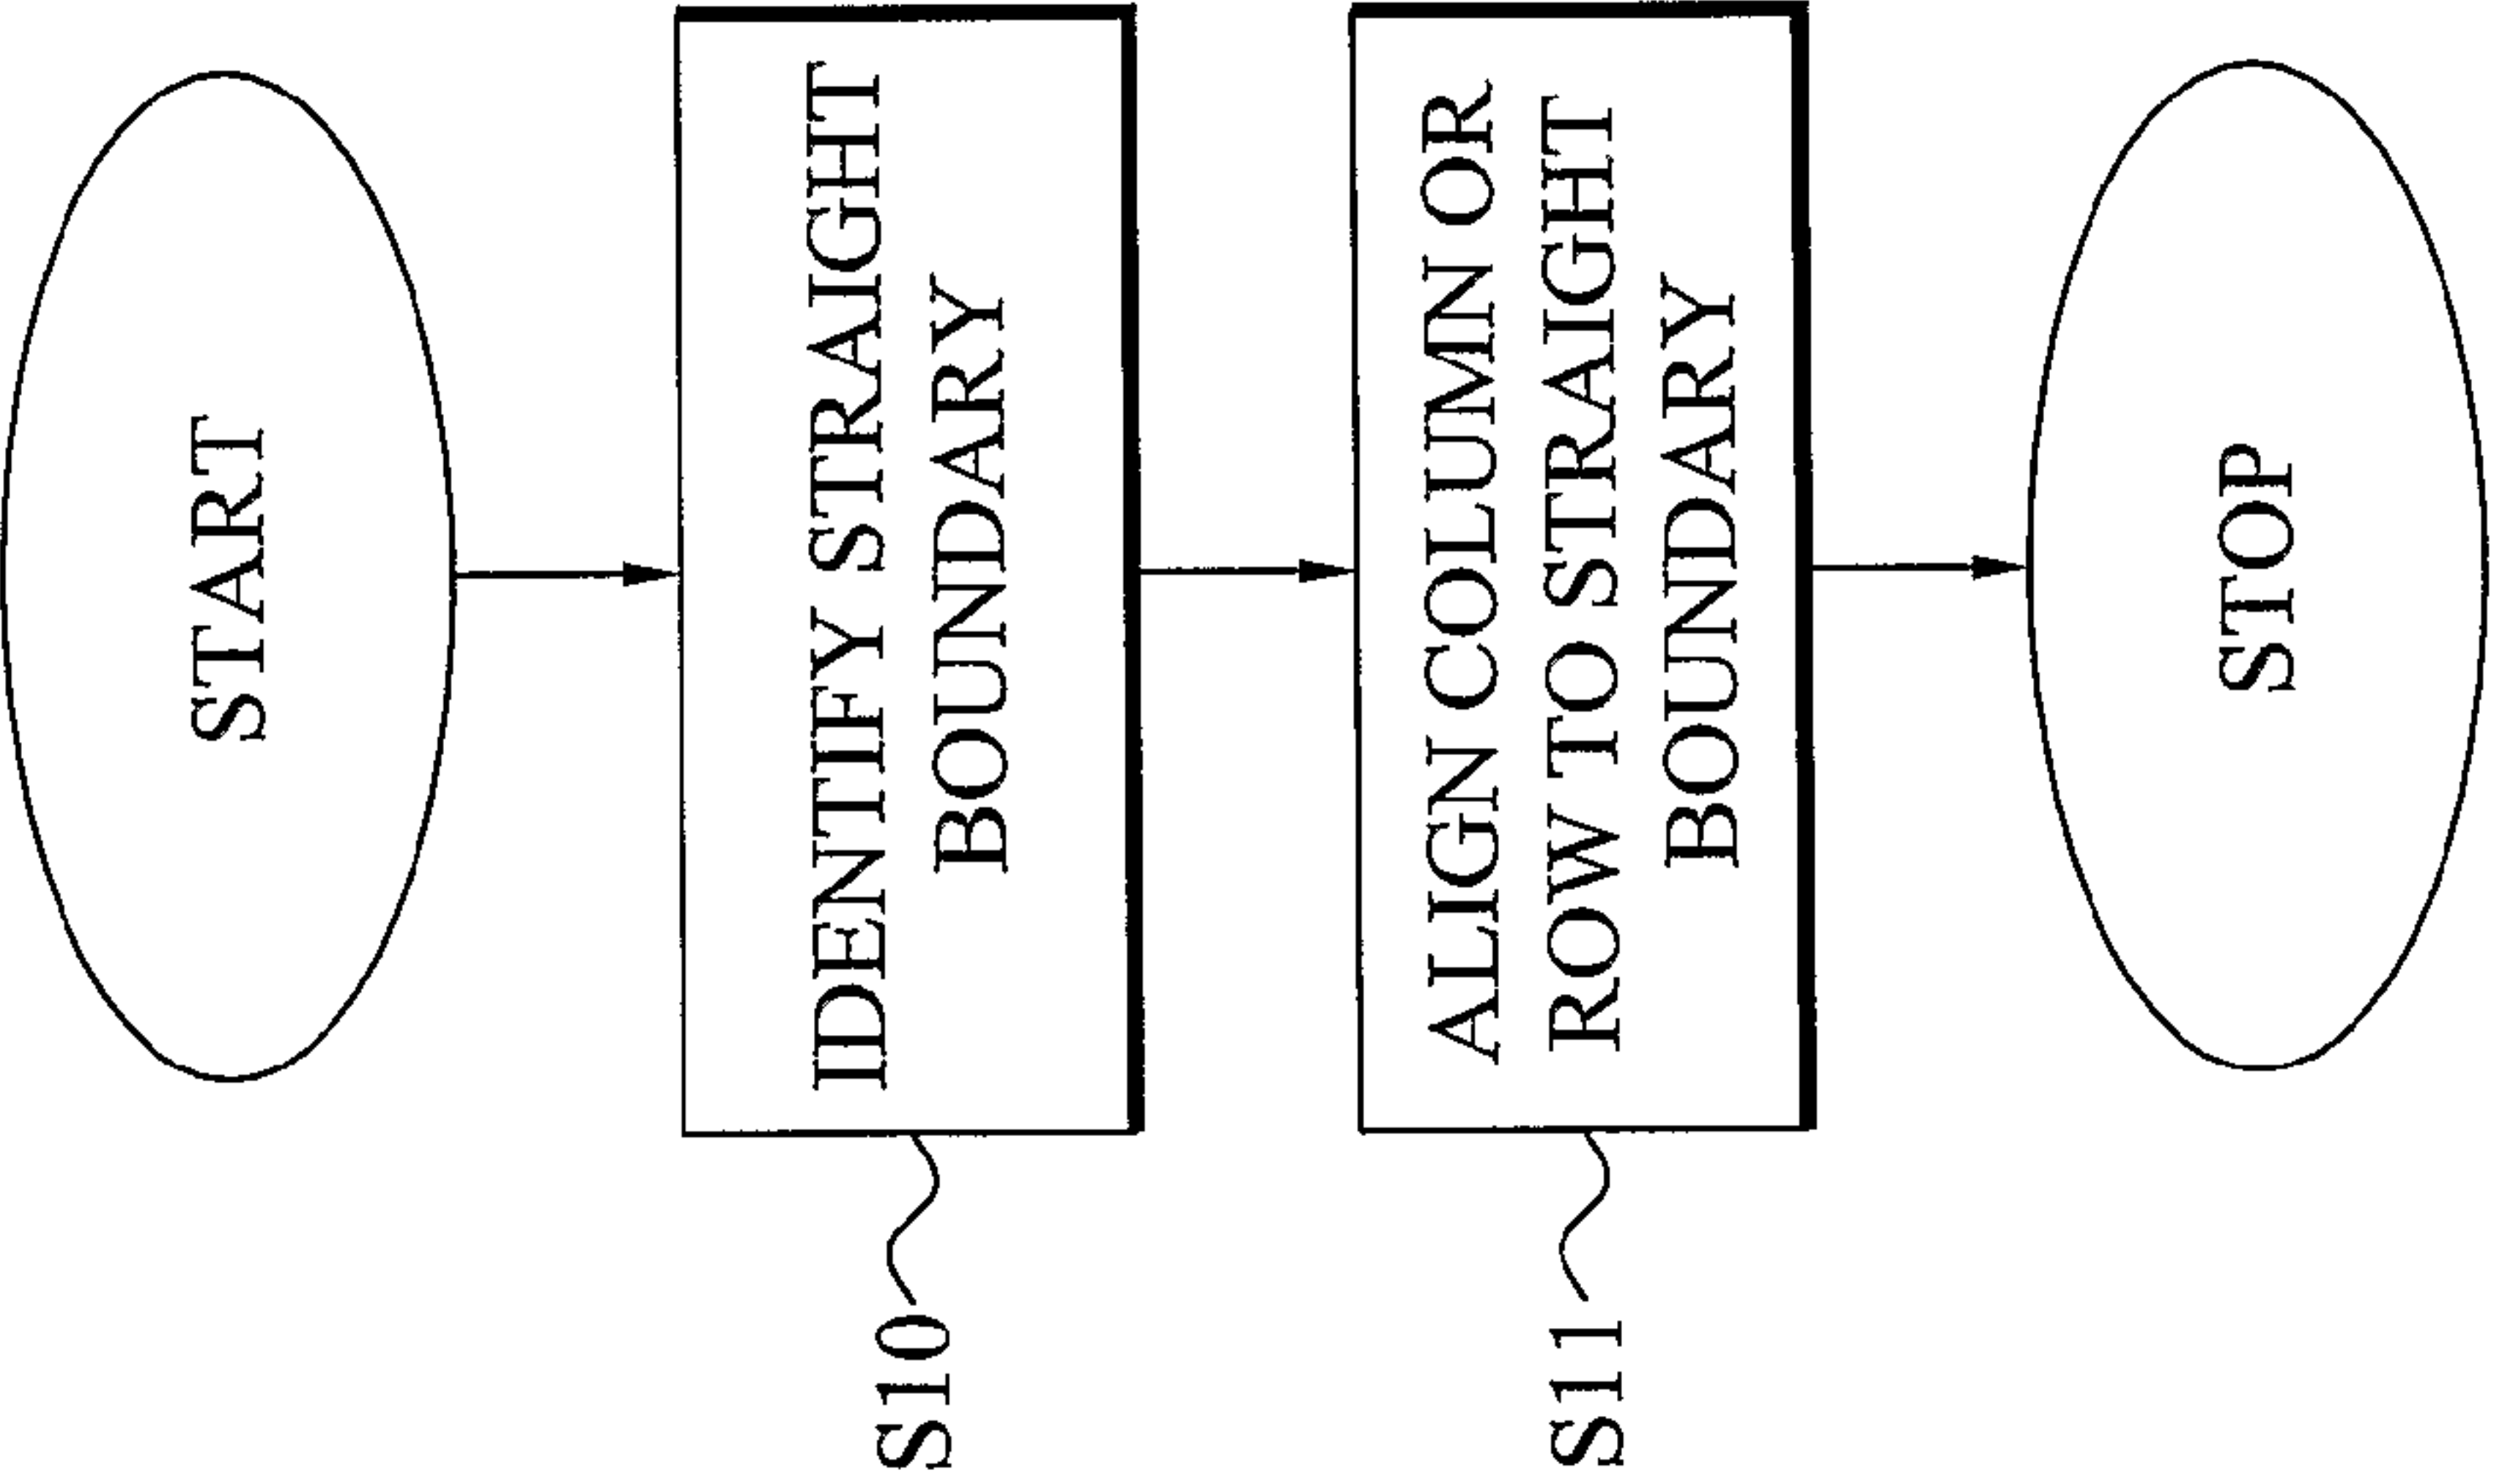 START
S10
IDENTIFY STRAIGHT
BOUNDARY
S11
ALIGN COLUMN OR
ROW TO STRAIGHT
BOUNDARY
STOP